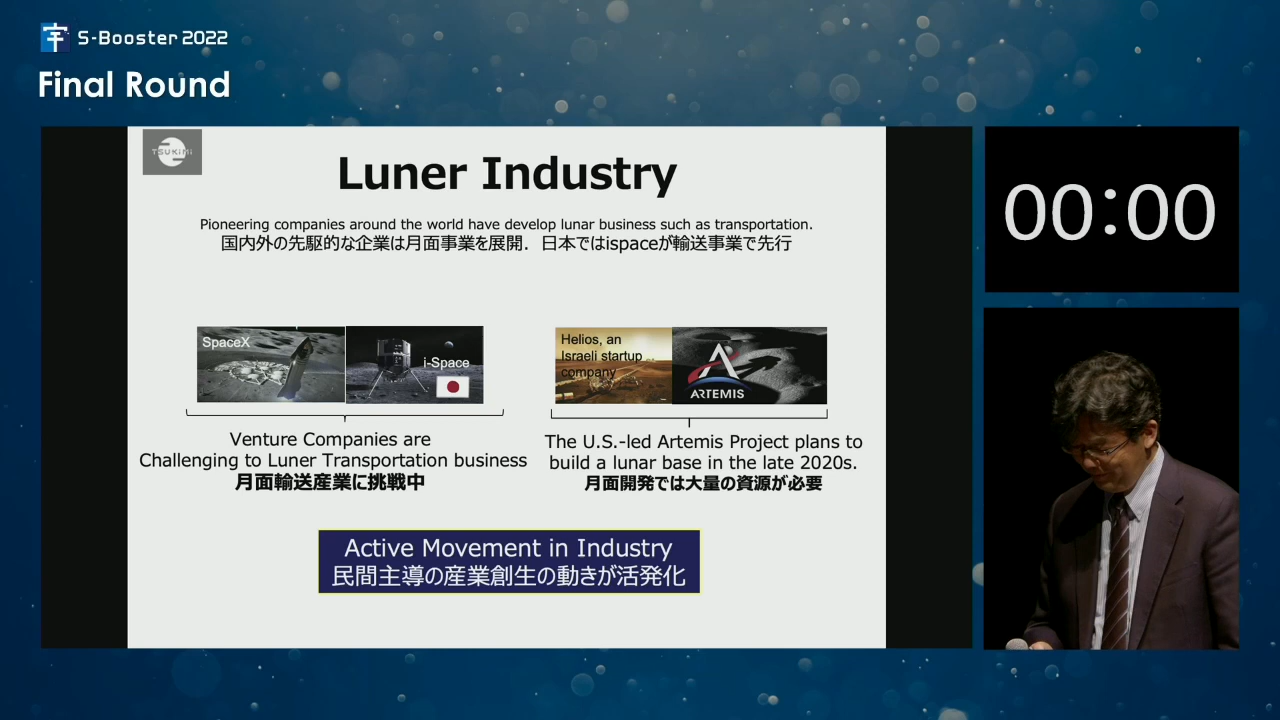 S-Booster 2022
Final Round
TSUKIMI
Luner Industry
Pioneering companies around the world have develop lunar business such as transportation.
国内外の先駆的な企業は月面事業を展開．日本ではispaceが輸送事業で先行
SpaceX
i-Space
Helios, an
Israeli startup
company
ARTEMIS
Venture Companies are
Challenging to Luner Transportation business
月面輸送産業に挑戦中
The U.S.-led Artemis Project plans to
build a lunar base in the late 2020s.
月面開発では大量の資源が必要
Active Movement in Industry
民間主導の産業創生の動きが活発化
00:00